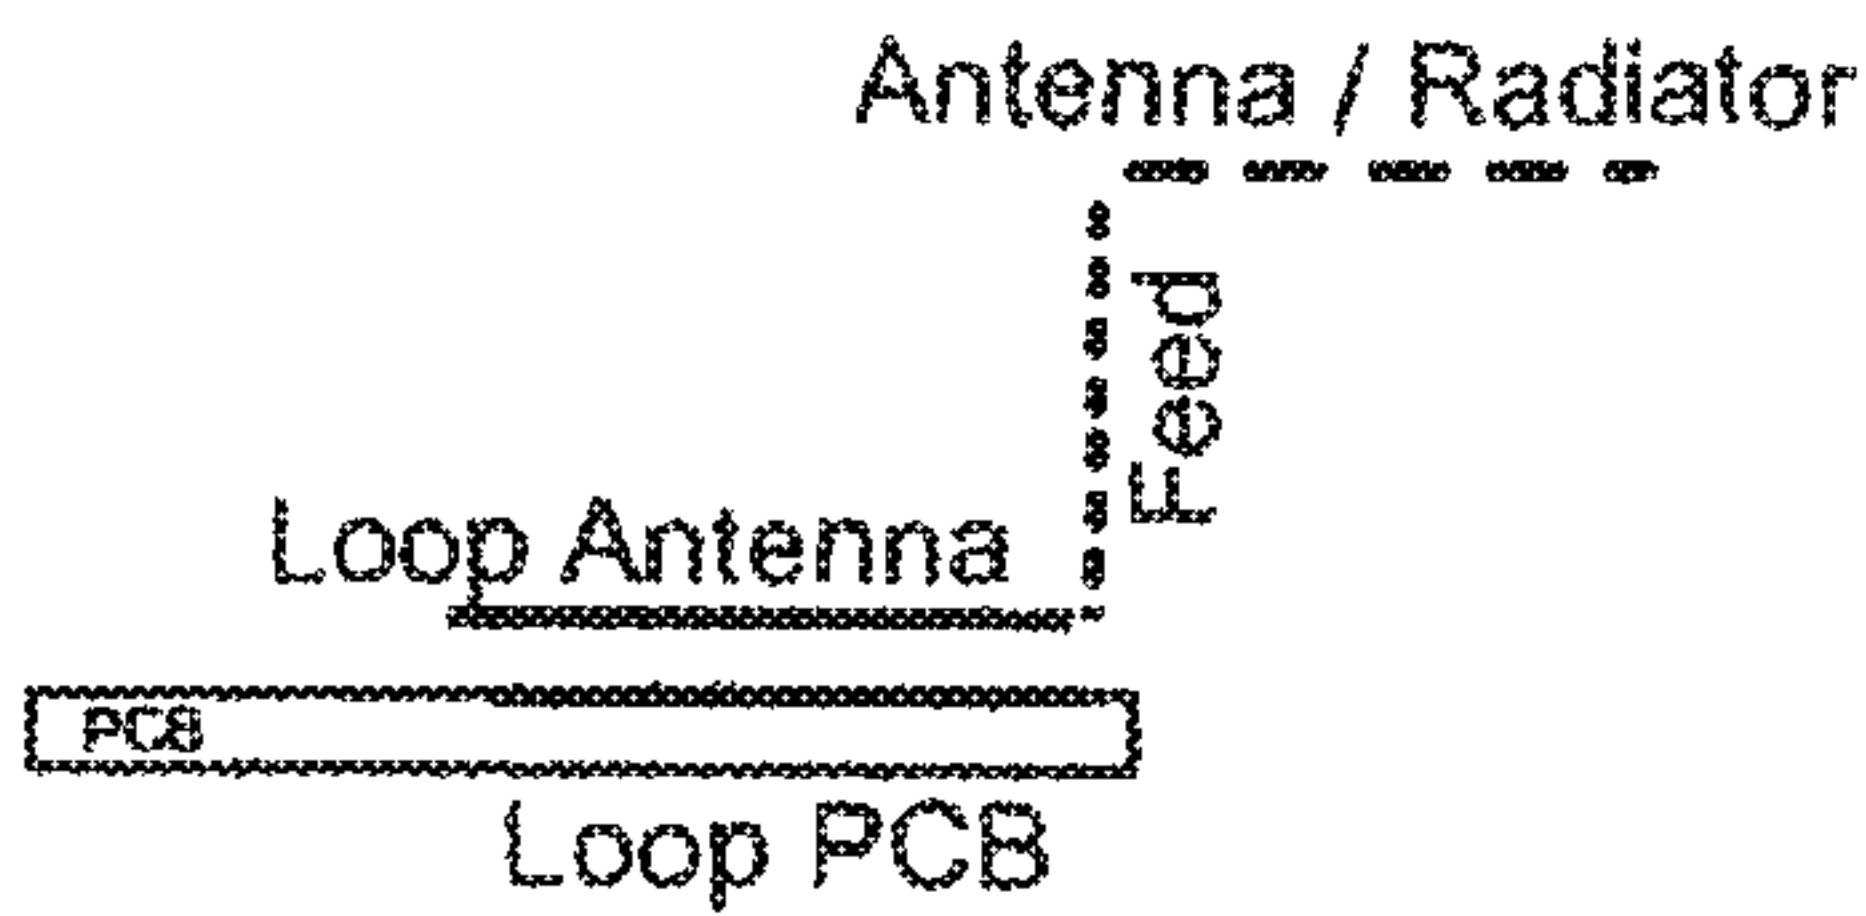 Antenna / Radiator
Feed
Loop Antenna
PCB
Loop PCB